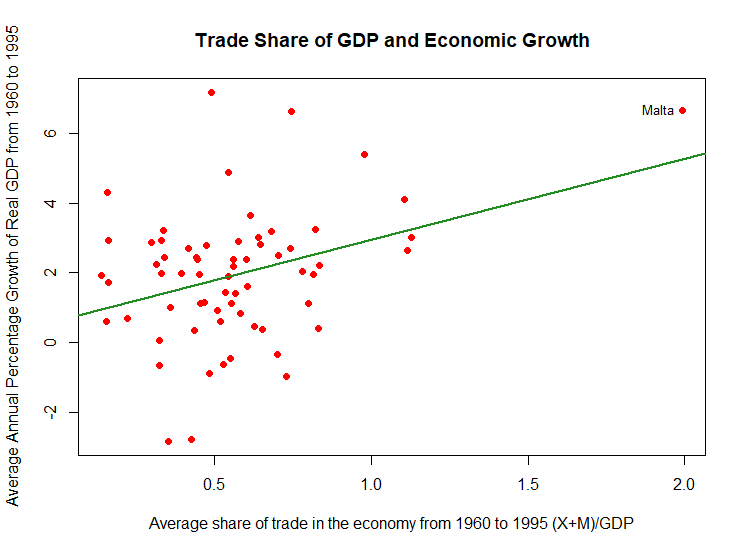 Trade Share of GDP and Economic Growth
Average Annual Percentage Growth of Real GDP from 1960 to 1995
6
4
2
0
-2
Malta
0.5
1.0
1.5
2.0
Average share of trade in the economy from 1960 to 1995 (X+M)/GDP